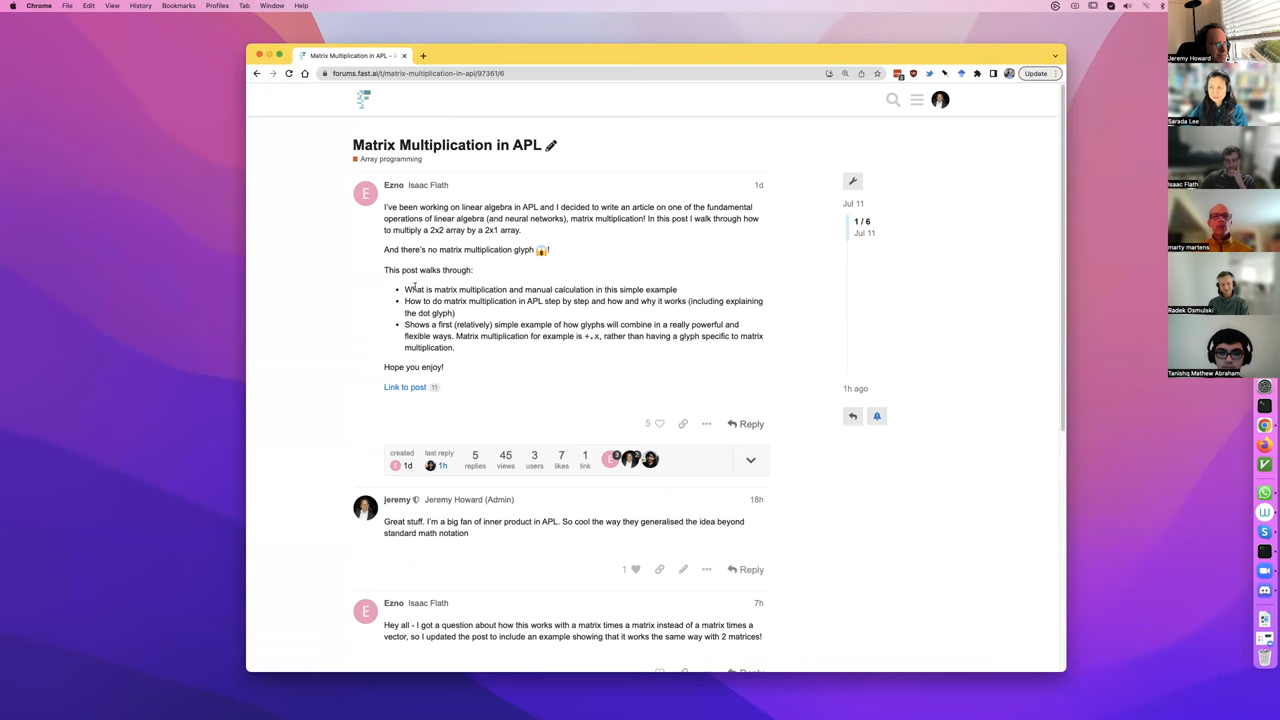 Chrome File Edit View History Bookmarks Profiles Tab Window Help
Matrix Multiplication in APL - A
forums.fast.ai/t/matrix-multiplication-in-apl/97361/6
Update
Matrix Multiplication in APL
Array programming
E
Ezno Isaac Flath 1d
I've been working on linear algebra in APL and I decided to write an article on one of the fundamental
operations of linear algebra (and neural networks), matrix multiplication! In this post I walk through how
to multiply a 2x2 array by a 2x1 array.
And there's no matrix multiplication glyph 😱!
This post walks through:
• What is matrix multiplication and manual calculation in this simple example
• How to do matrix multiplication in APL step by step and how and why it works (including explaining
the dot glyph)
• Shows a first (relatively) simple example of how glyphs will combine in a really powerful and
flexible ways. Matrix multiplication for example is +.×, rather than having a glyph specific to matrix
multiplication.
Hope you enjoy!
Link to post 11
5 Reply
created last reply 5 45 3 7 1
E 1d 1h replies views users likes link
E
jeremy Jeremy Howard (Admin) 18h
Great stuff. I'm a big fan of inner product in APL. So cool the way they generalised the idea beyond
standard math notation
1 Reply
E
Ezno Isaac Flath 7h
Hey all - I got a question about how this works with a matrix times a matrix instead of a matrix times a
vector, so I updated the post to include an example showing that it works the same way with 2 matrices!
Jul 11
1 / 6
Jul 11
1h ago
Jeremy Howard
Sarada Lee
Isaac Flath
marty martens
Radek Osmulski
Tanishq Mathew Abraham